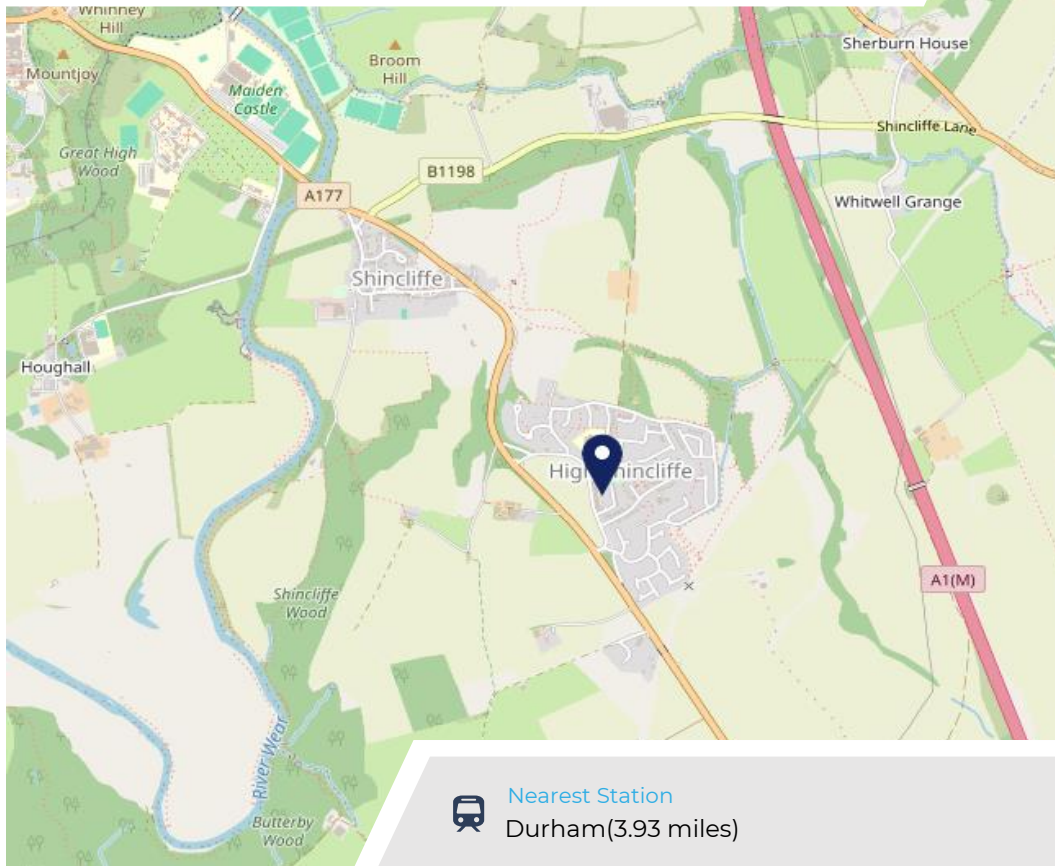 Whinney
Hill
Mountjoy
Broom
Hill
Sherburn House
Maiden
Castle
Shincliffe Lane
Great High
Wood
B1198
A177
Whitwell Grange
Shincliffe
Houghall
High Shincliffe
A1(M)
Shincliffe
Wood
River Wear
Butterby
Wood
Nearest Station
Durham(3.93 miles)